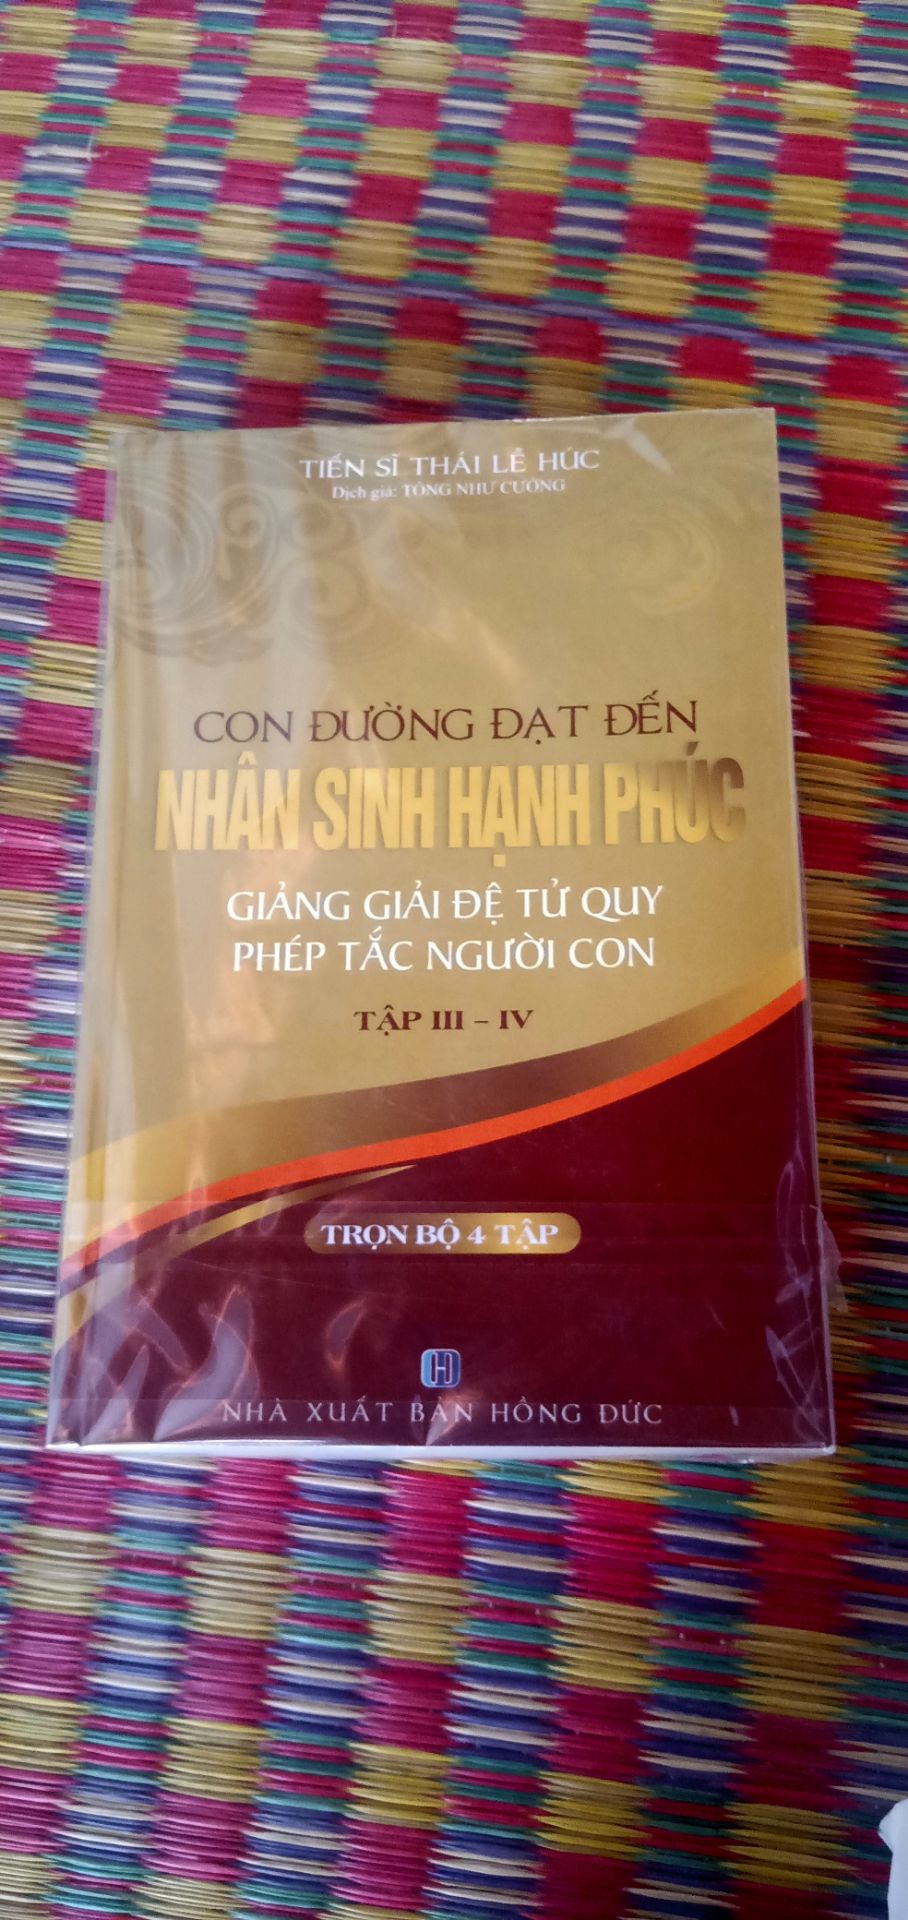 TIẾN SĨ THÁI LỄ HÚC
Dịch giả: TÔNG NHƯ CƯỜNG
CON ĐƯỜNG ĐẠT ĐẾN
NHÂN SINH HẠNH PHÚC
GIẢNG GIẢI ĐỆ TỬ QUY
PHÉP TẮC NGƯỜI CON
TẬP III - IV
TRỌN BỘ 4 TẬP
H
NHÀ XUẤT BẢN HỒNG ĐỨC